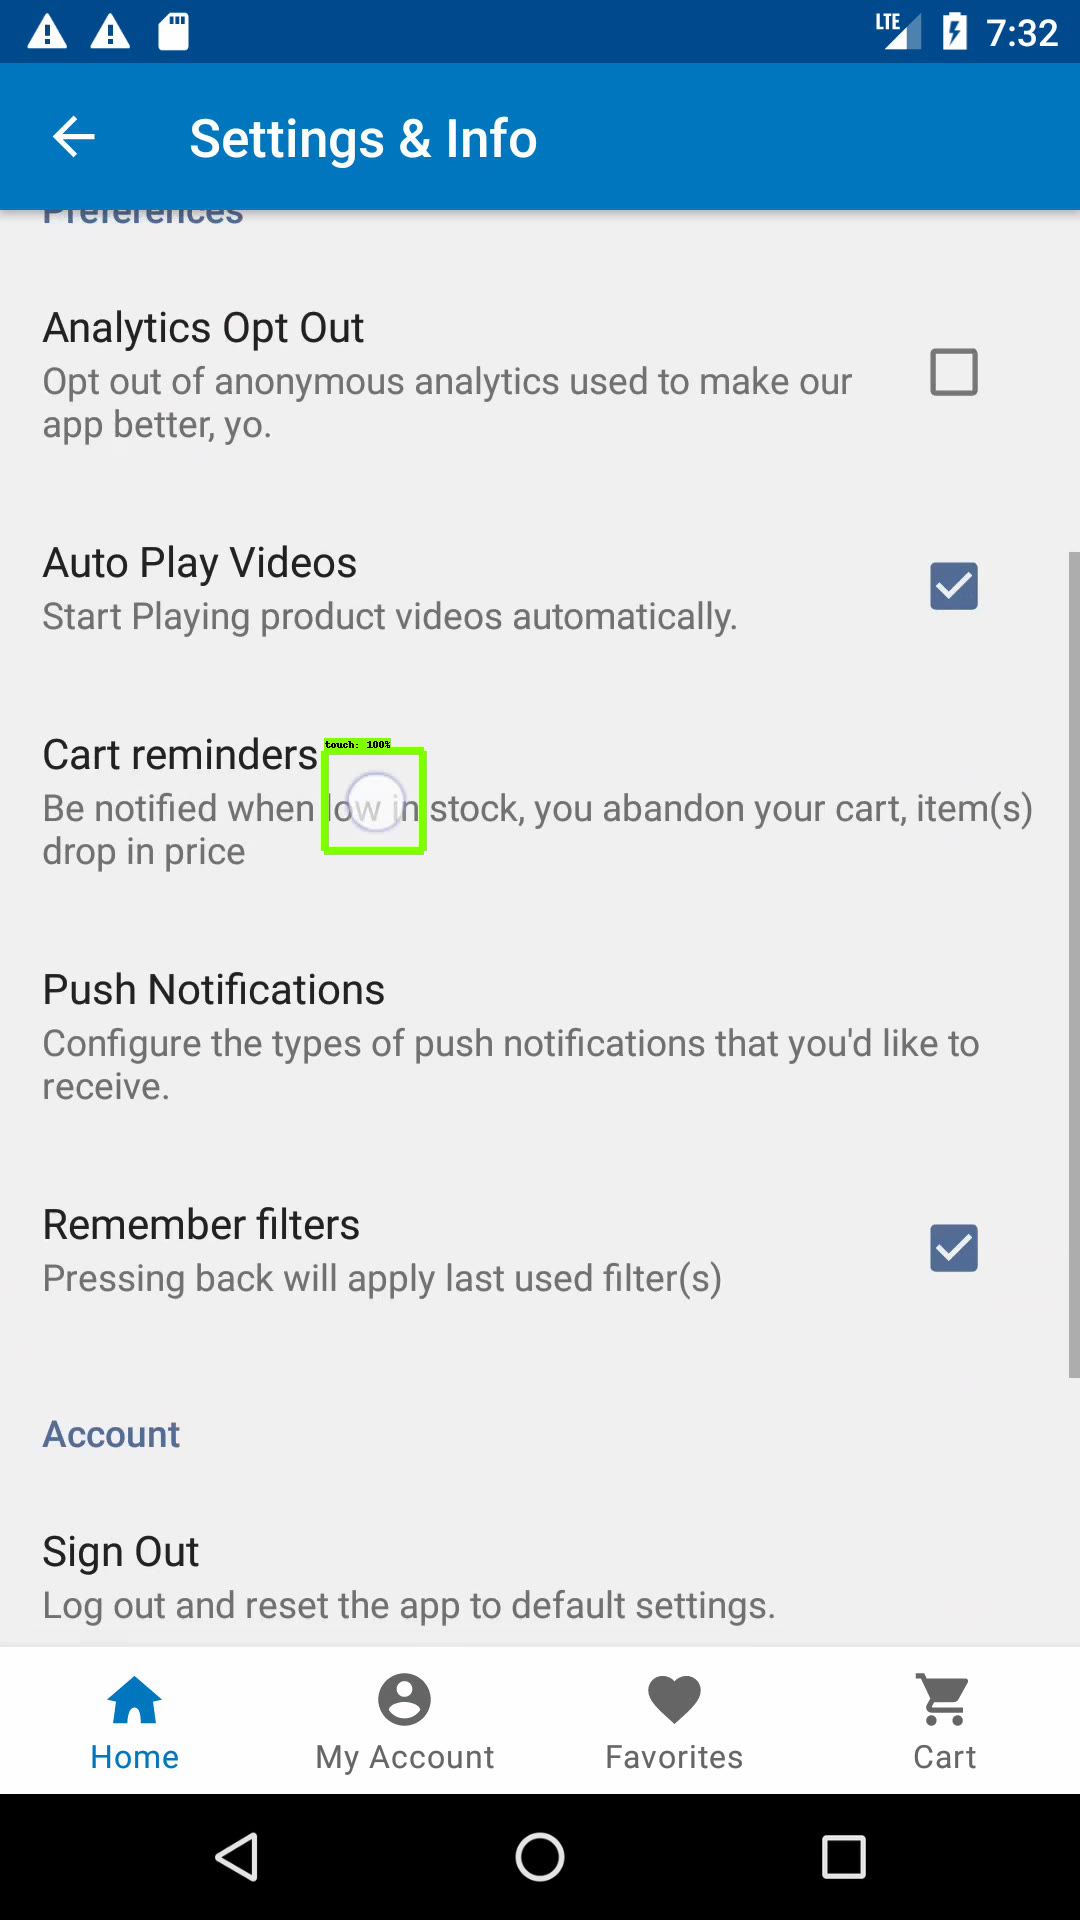 LTE 7:32
Settings & Info
Preferences
Analytics Opt Out
Opt out of anonymous analytics used to make our
app better, yo.
Auto Play Videos
Start Playing product videos automatically.
touch: 100%
Cart reminders
Be notified when low in stock, you abandon your cart, item(s)
drop in price
Push Notifications
Configure the types of push notifications that you'd like to
receive.
Remember filters
Pressing back will apply last used filter(s)
Account
Sign Out
Log out and reset the app to default settings.
Home My Account Favorites Cart